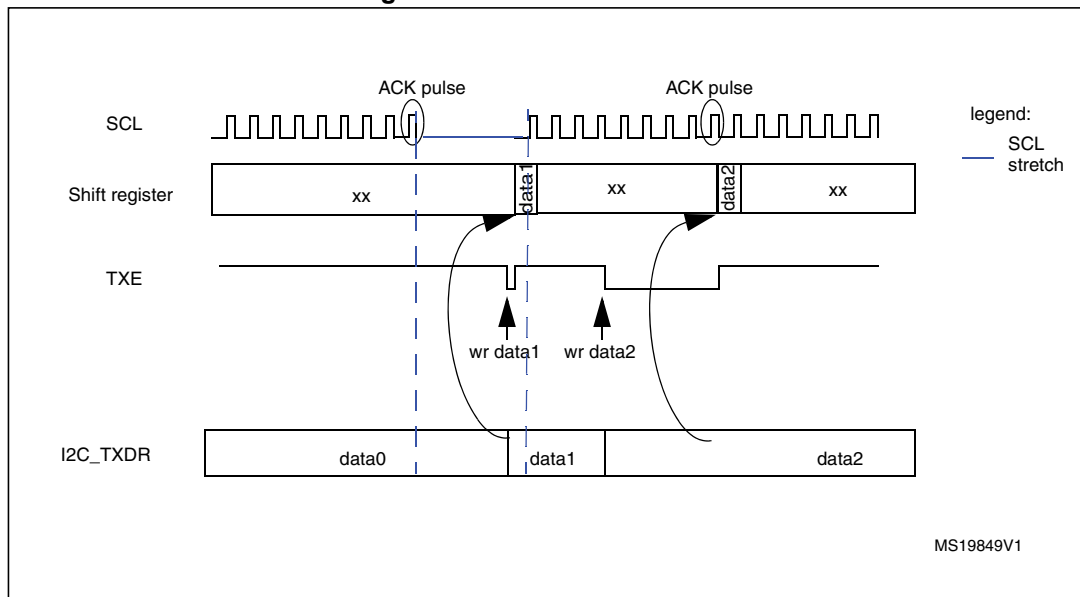 ACK pulse
ACK pulse
SCL
legend:
SCL
stretch
Shift register
xx
data1
xx
data2
xx
TXE
wr data1
wr data2
I2C_TXDR
data0
data1
data2
MS19849V1